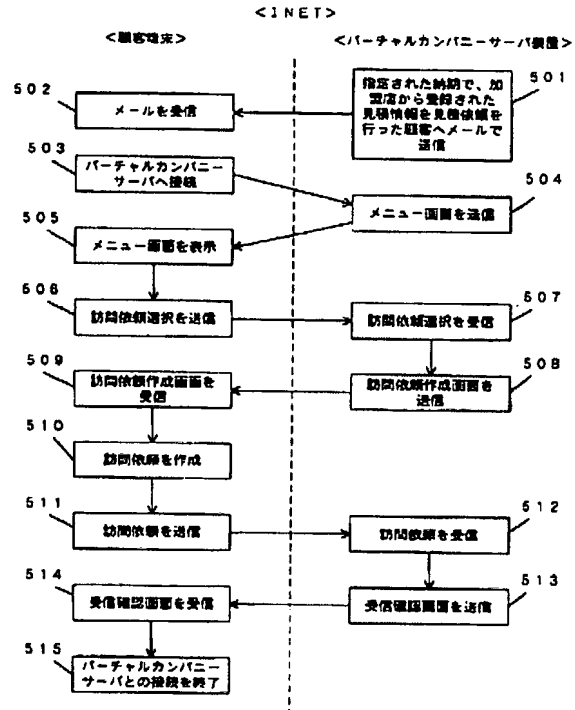 <INET>
<顧客端末>
<バーチャルカンパニーサーバ装置>
501
指定された納期で、加
盟店から登録された
見積情報を見積依頼を
行った顧客へメールで
送信
502
メールを受信
503
バーチャルカンパニー
サーバへ接続
504
メニュー画面を送信
505
メニュー画面を表示
506
訪問依頼選択を送信
507
訪問依頼選択を受信
508
訪問依頼作成画面を
送信
509
訪問依頼作成画面を
受信
510
訪問依頼を作成
511
訪問依頼を送信
512
訪問依頼を受信
513
受信確認画面を送信
514
受信確認画面を受信
515
バーチャルカンパニー
サーバとの接続を終了